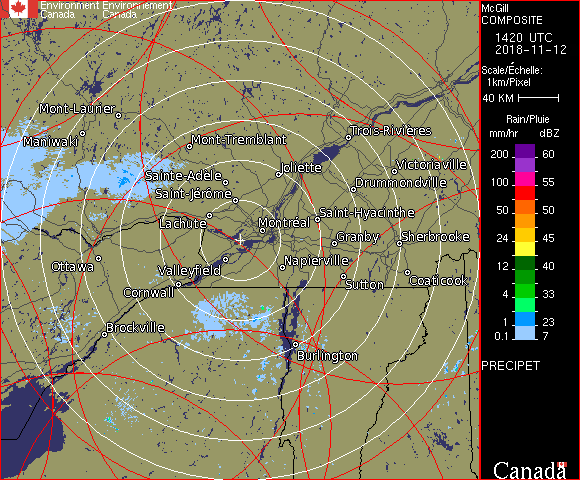 Environment Environnement
Canada Canada
McGill
COMPOSITE
1420 UTC
2018-11-12
Scale/Échelle:
1km/Pixel
40 KM
Rain/Pluie
mm/hr dBZ
200 60
100 55
50 50
24 45
12 40
4 33
2 23
0.1 7
PRECIPET
Canada
Mont-Laurier
Maniwaki
Mont-Tremblant
Trois-Rivières
Sainte-Adèle
Joliette
Victoriaville
Saint-Jérôme
Drummondville
Lachute
Montréal
Saint-Hyacinthe
Granby
Sherbrooke
Ottawa
Valleyfield
Napierville
Cornwall
Sutton
Coaticook
Brockville
Burlington